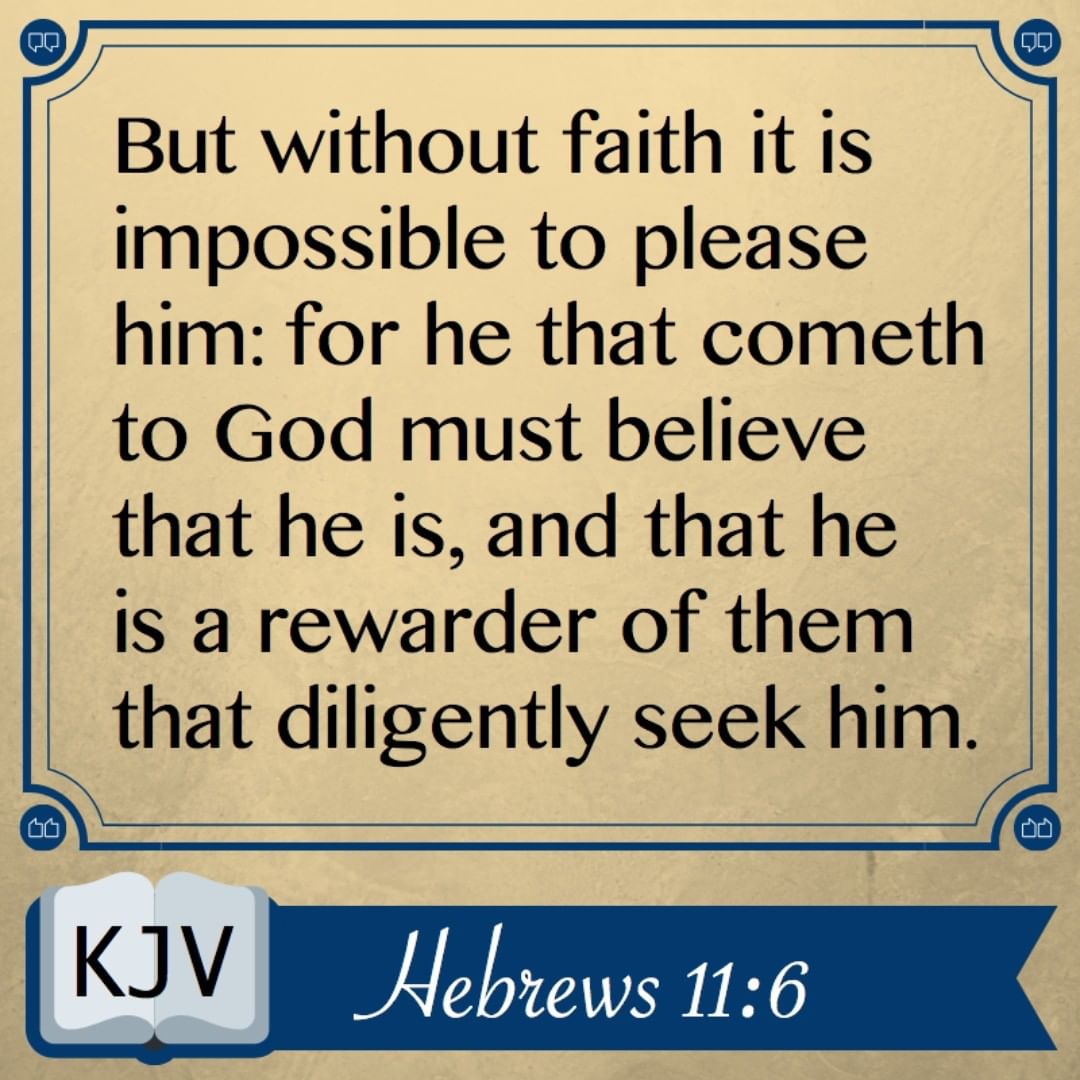 But without faith it is
impossible to please
him: for he that cometh
to God must believe
that he is, and that he
is a rewarder of them
that diligently seek him.
KJV
Hebrews 11:6